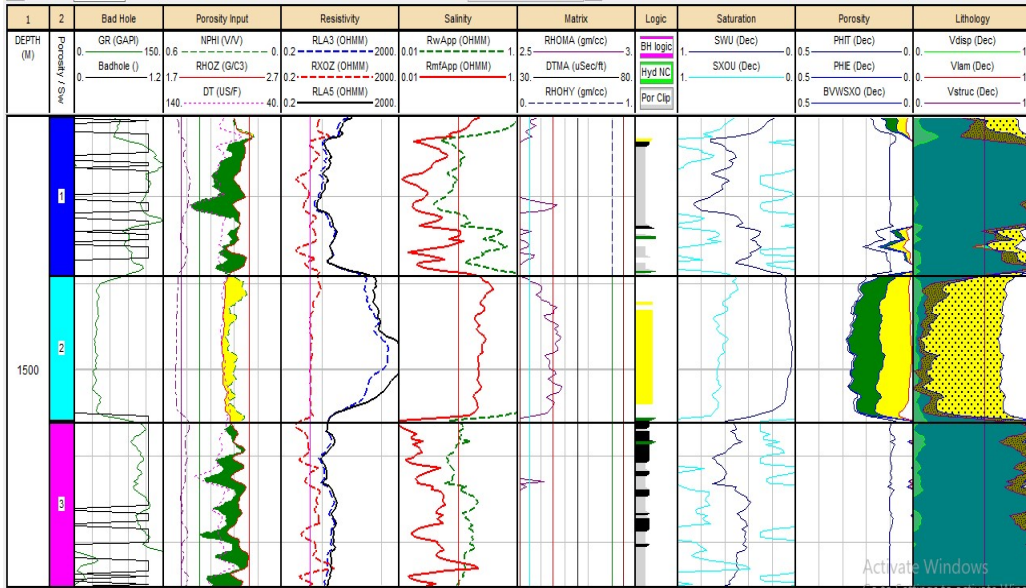 1 2 Bad Hole Porosity Input Resistivity Salinity Matrix Logic Saturation Porosity Lithology
DEPTH (M)
Porosity / Sw
0. GR (GAPI) 150.
0. Badhole () 1.2
0.6 NPHI (V/V) 0.
1.7 RHOZ (G/C3) 2.7
140. DT (US/F) 40.
0.2 RLA3 (OHMM) 2000.
0.2 RXOZ (OHMM) 2000.
0.2 RLA5 (OHMM) 2000.
0.01 RwApp (OHMM) 1.
0.01 RmfApp (OHMM) 1.
2.5 RHOMA (gm/cc) 3.
30. DTMA (uSec/ft) 80.
0. RHOHY (gm/cc) 1.
BH logic
Hyd NC
Por Clip
1. SWU (Dec) 0.
1. SXOU (Dec) 0.
0.5 PHIT (Dec) 0.
0.5 PHIE (Dec) 0.
0.5 BVWSXO (Dec) 0.
0. Vdisp (Dec) 1.
0. Vlam (Dec) 1.
0. Vstruc (Dec) 1.
1
2
1500
3
Activate Windows